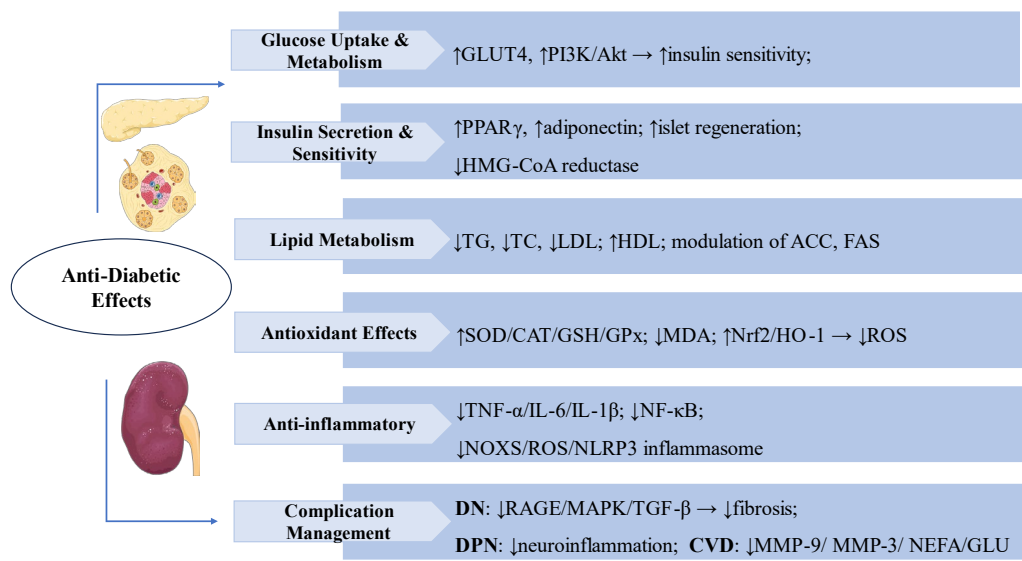 Glucose Uptake &
Metabolism
↑GLUT4, ↑PI3K/Akt → ↑insulin sensitivity;
Insulin Secretion &
Sensitivity
↑PPARγ, ↑adiponectin; ↑islet regeneration;
↓HMG-CoA reductase
Lipid Metabolism
↓TG, ↓TC, ↓LDL; ↑HDL; modulation of ACC, FAS
Anti-Diabetic
Effects
Antioxidant Effects
↑SOD/CAT/GSH/GPx; ↓MDA; ↑Nrf2/HO-1 → ↓ROS
Anti-inflammatory
↓TNF-α/IL-6/IL-1β; ↓NF-κB;
↓NOXS/ROS/NLRP3 inflammasome
Complication
Management
DN: ↓RAGE/MAPK/TGF-β → ↓fibrosis;
DPN: ↓neuroinflammation; CVD: ↓MMP-9/ MMP-3/ NEFA/GLU